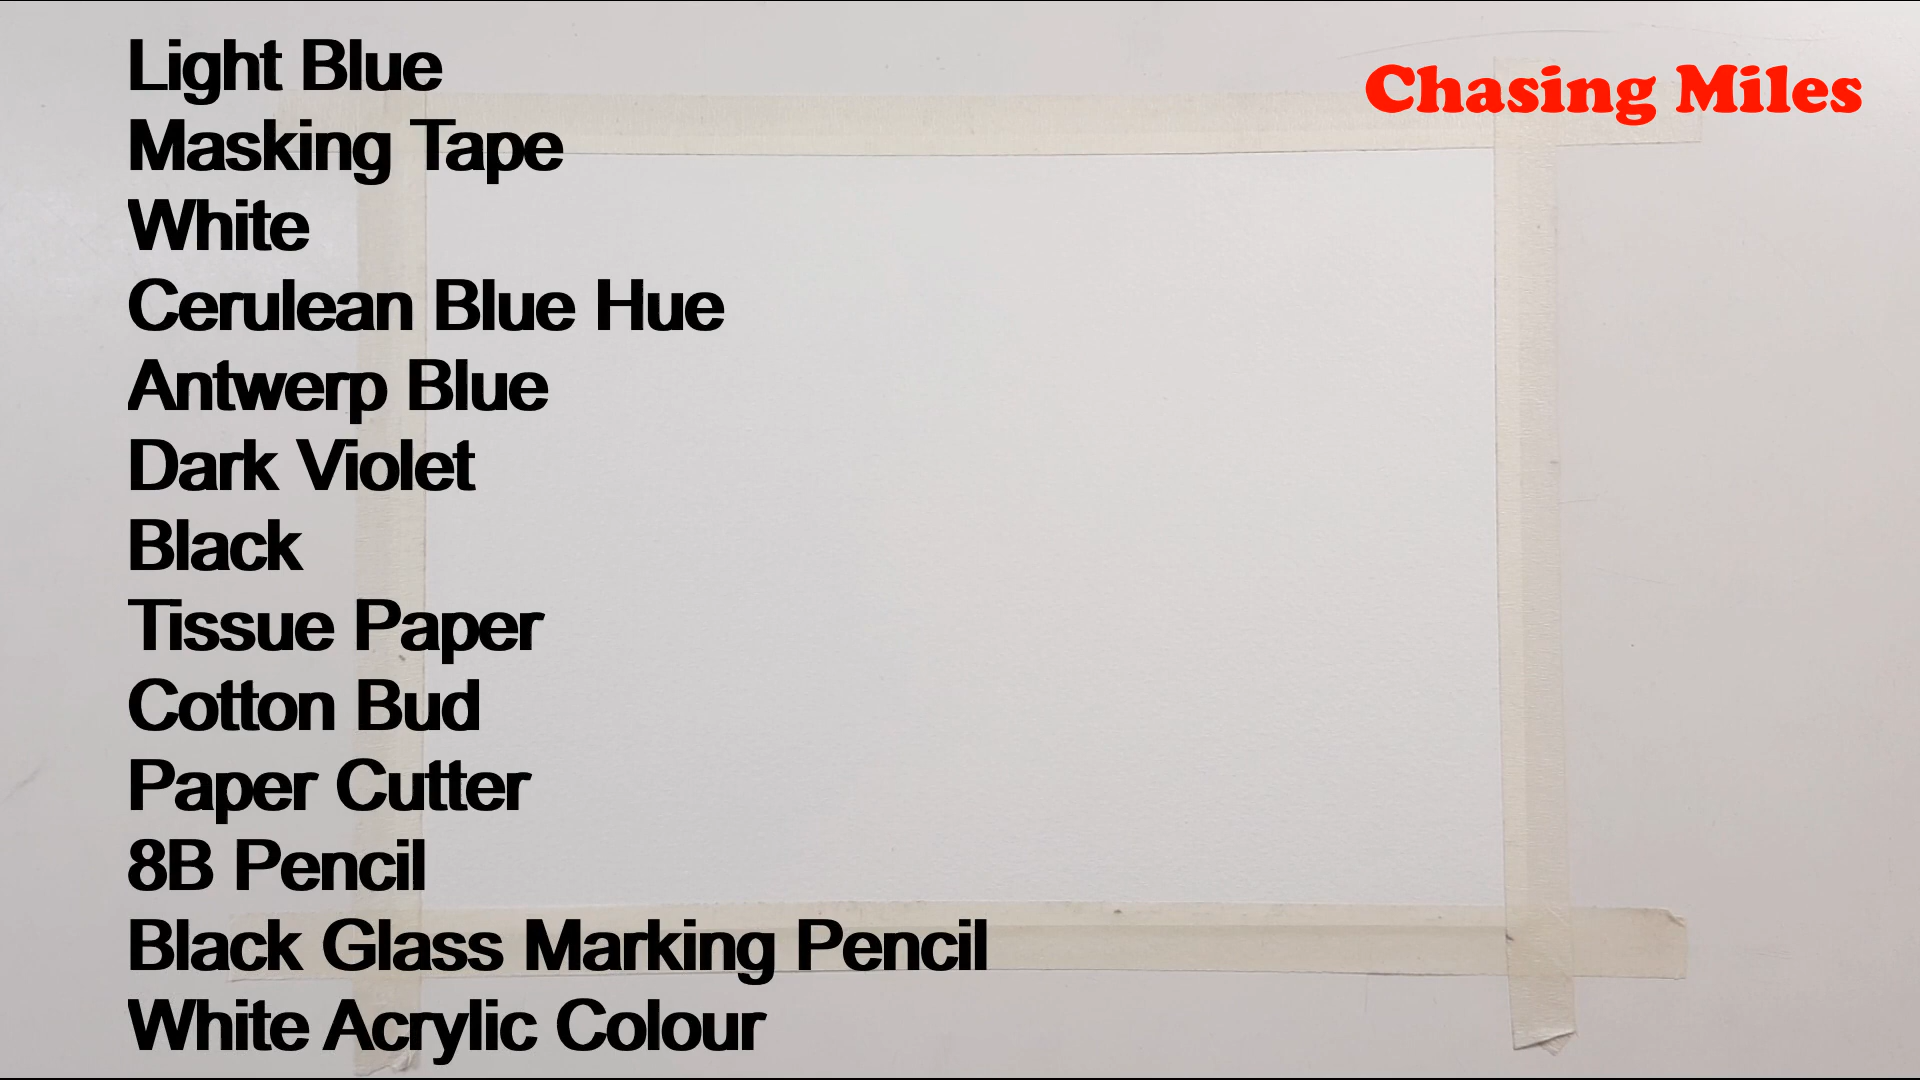 Light Blue
Chasing Miles
Masking Tape
White
Cerulean Blue Hue
Antwerp Blue
Dark Violet
Black
Tissue Paper
Cotton Bud
Paper Cutter
8B Pencil
Black Glass Marking Pencil
White Acrylic Colour